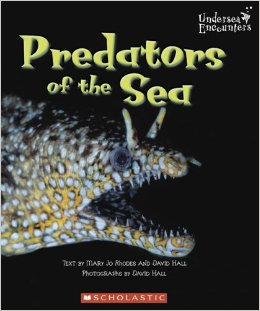 Undersea
Encounters
Predators
of the Sea
Text by Mary Jo Rhodes and David Hall
Photographs by David Hall
SCHOLASTIC